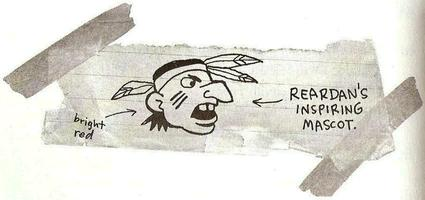 bright
red
REARDAN'S
INSPIRING
MASCOT.